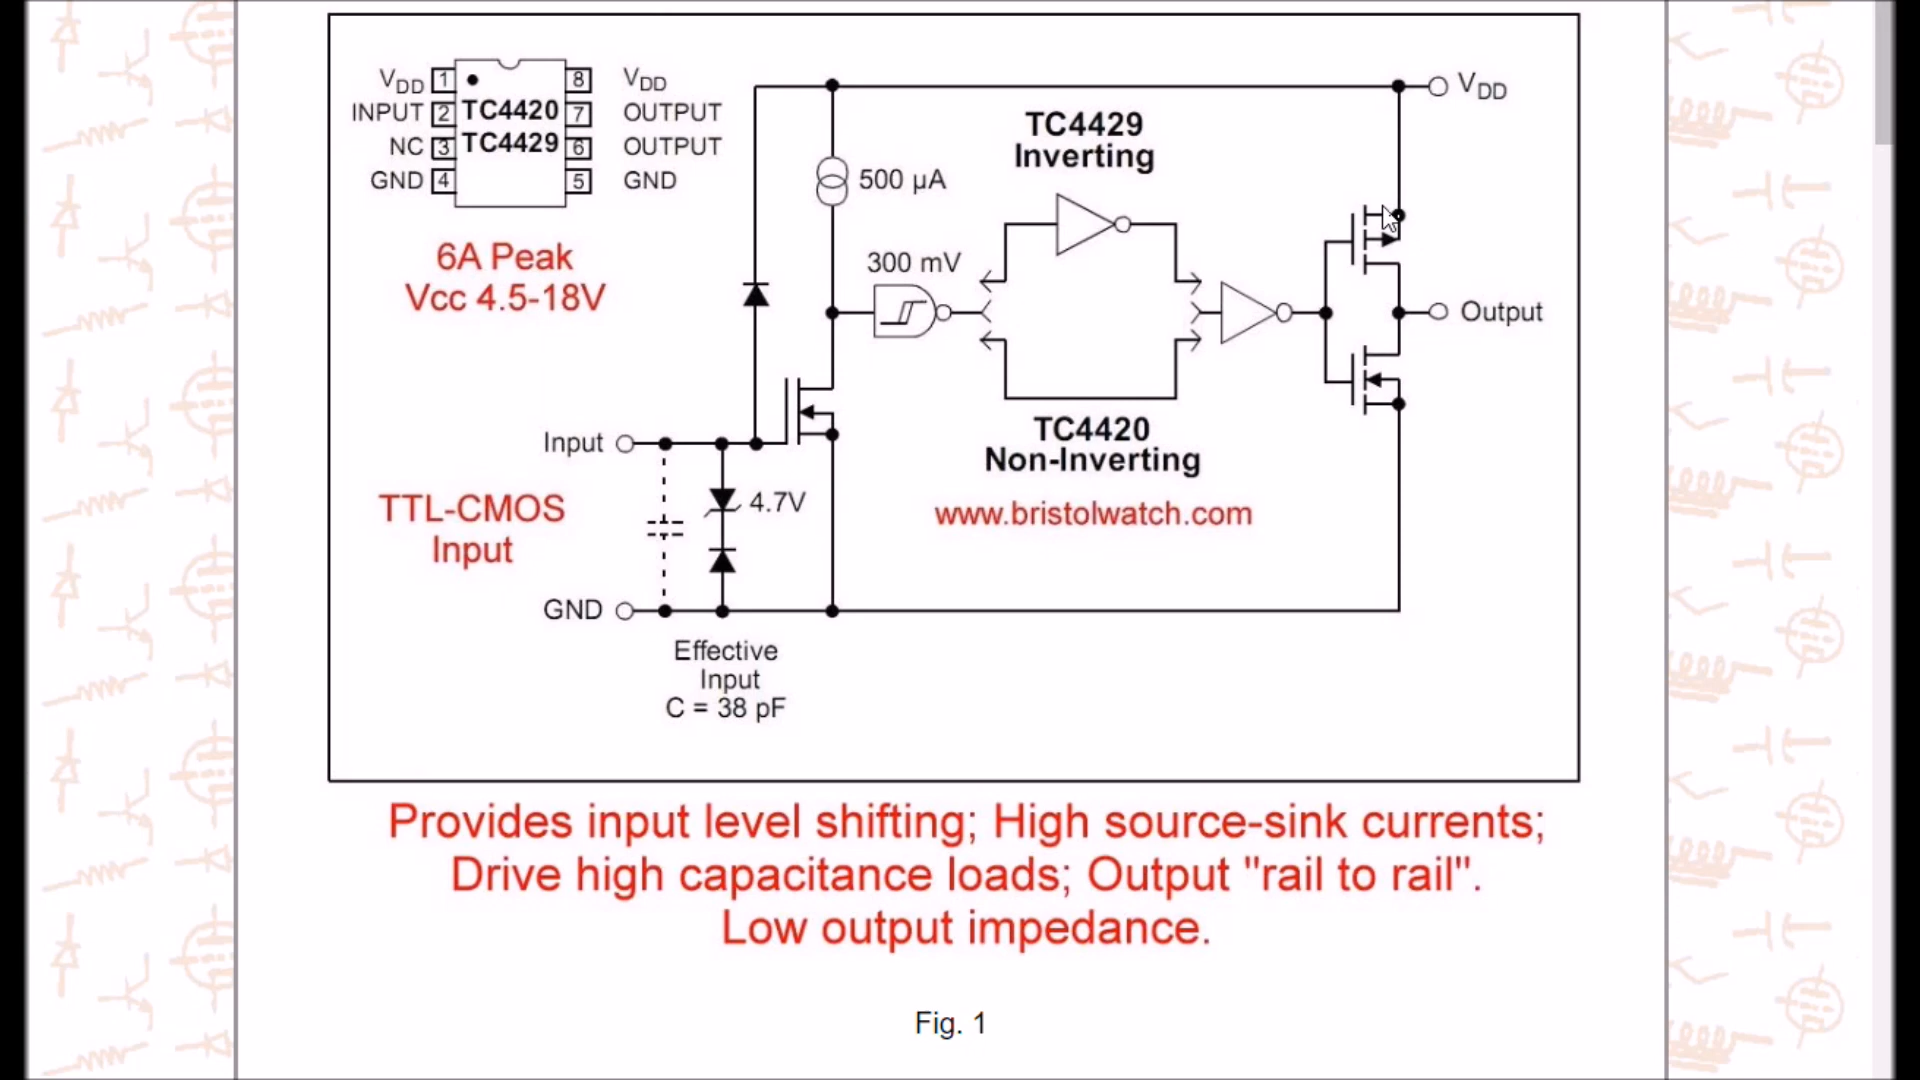 VDD 1 8 VDD
INPUT 2 TC4420 7 OUTPUT
NC 3 TC4429 6 OUTPUT
GND 4 5 GND
6A Peak
Vcc 4.5-18V
VDD
TC4429
Inverting
500 µA
300 mV
Output
TC4420
Non-Inverting
Input
4.7V
TTL-CMOS
Input
www.bristolwatch.com
GND
Effective
Input
C = 38 pF
Provides input level shifting; High source-sink currents;
Drive high capacitance loads; Output "rail to rail".
Low output impedance.
Fig. 1